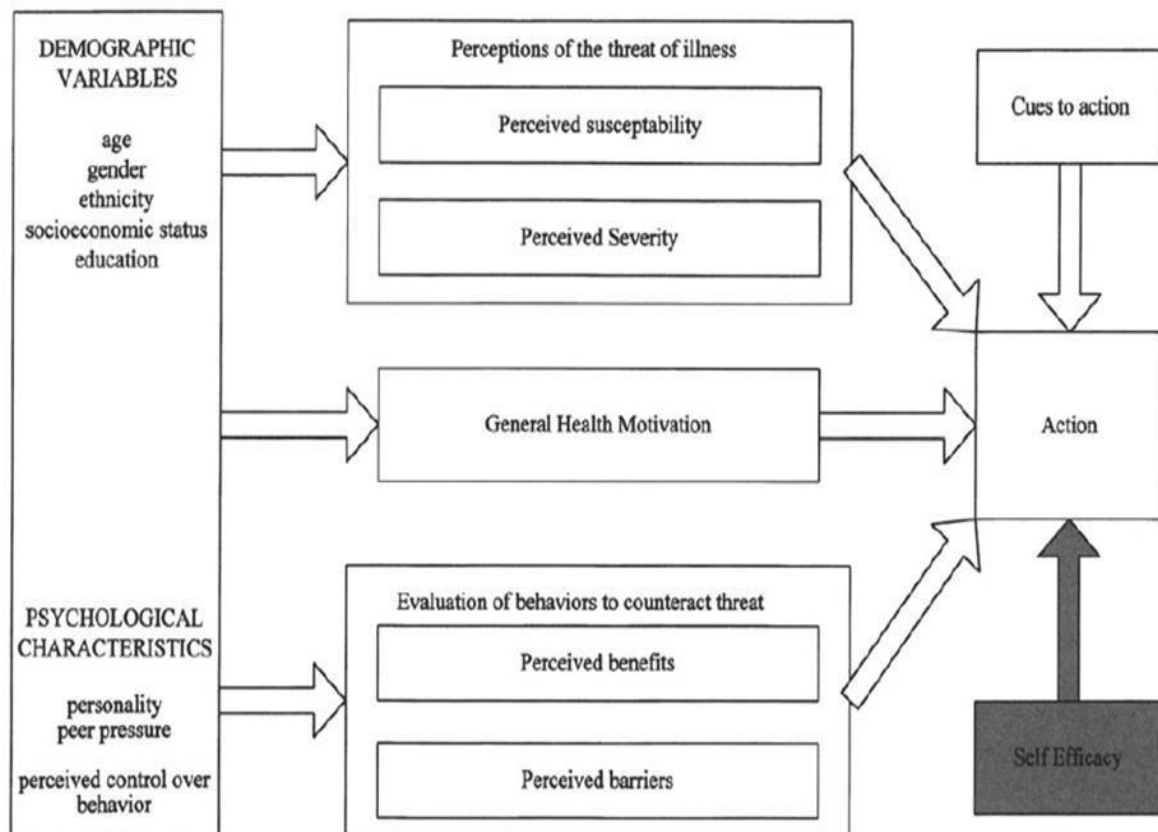 DEMOGRAPHIC
VARIABLES
age
gender
ethnicity
socioeconomic status
education
PSYCHOLOGICAL
CHARACTERISTICS
personality
peer pressure
perceived control over
behavior
Perceptions of the threat of illness
Perceived susceptability
Perceived Severity
General Health Motivation
Evaluation of behaviors to counteract threat
Perceived benefits
Perceived barriers
Cues to action
Action
Self Efficacy